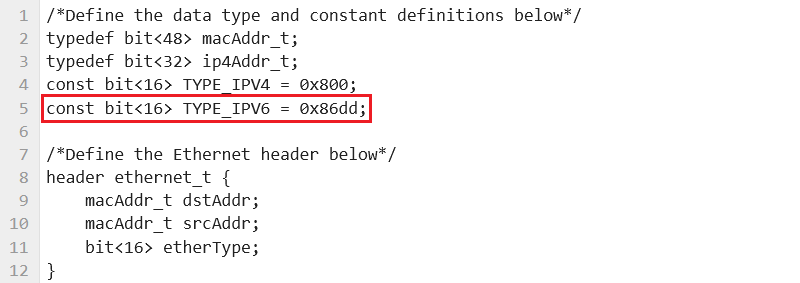 1 /*Define the data type and constant definitions below*/
2 typedef bit<48> macAddr_t;
3 typedef bit<32> ip4Addr_t;
4 const bit<16> TYPE_IPV4 = 0x800;
5 const bit<16> TYPE_IPV6 = 0x86dd;
6
7 /*Define the Ethernet header below*/
8 header ethernet_t {
9     macAddr_t dstAddr;
10     macAddr_t srcAddr;
11     bit<16> etherType;
12 }